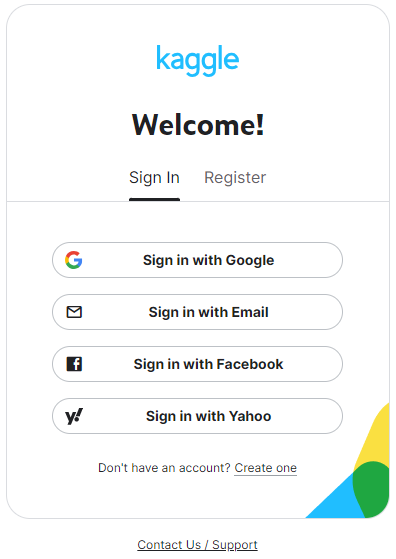 kaggle
Welcome!
Sign In Register
Sign in with Google
Sign in with Email
Sign in with Facebook
Sign in with Yahoo
Don't have an account? Create one
Contact Us / Support